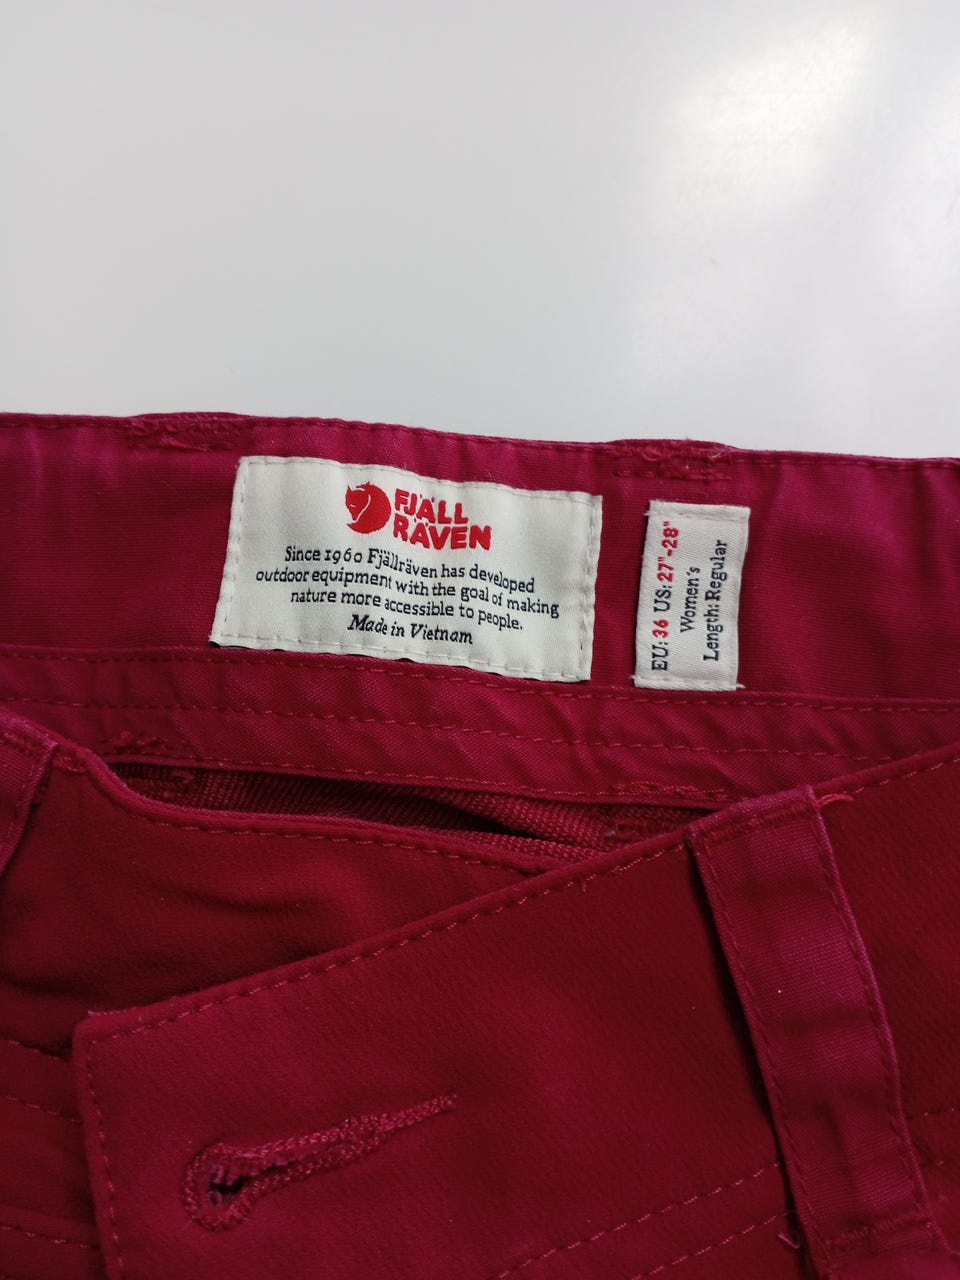 FJÄLL
RÄVEN
Since 1960 Fjällräven has developed
outdoor equipment with the goal of making
nature more accessible to people.
Made in Vietnam
EU: 36 US: 27"-28"
Women's
Length: Regular